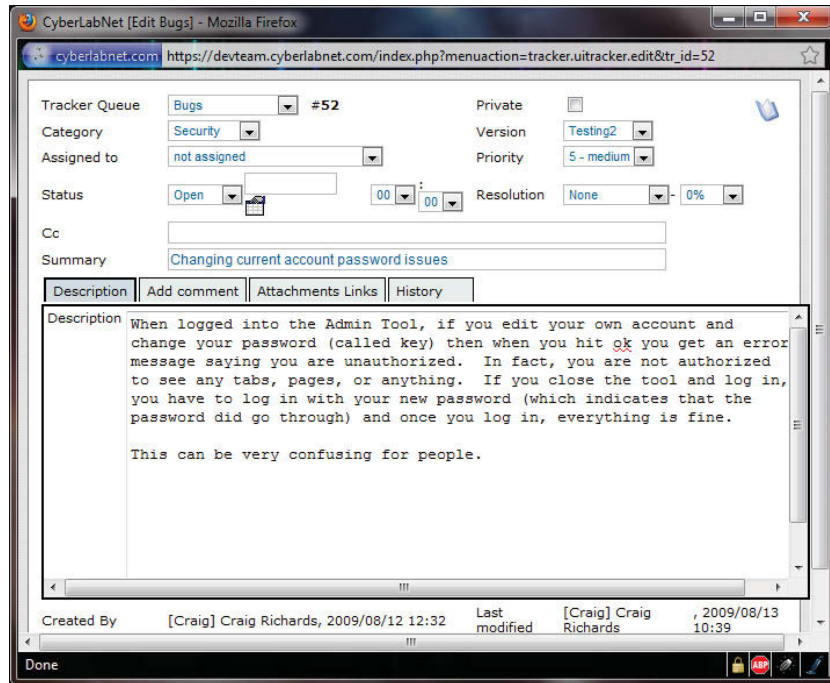 CyberLabNet [Edit Bugs] - Mozilla Firefox
cyberlabnet.com https://devteam.cyberlabnet.com/index.php?menuaction=tracker.uitracker.edit&tr_id=52
Tracker Queue Bugs #52 Private
Category Security Version Testing2
Assigned to not assigned Priority 5 - medium
Status Open 00 : 00 Resolution None - 0%
Cc
Summary Changing current account password issues
Description Add comment Attachments Links History
Description When logged into the Admin Tool, if you edit your own account and
change your password (called key) then when you hit ok you get an error
message saying you are unauthorized. In fact, you are not authorized
to see any tabs, pages, or anything. If you close the tool and log in,
you have to log in with your new password (which indicates that the
password did go through) and once you log in, everything is fine.
This can be very confusing for people.
Created By [Craig] Craig Richards, 2009/08/12 12:32 Last modified [Craig] Craig Richards , 2009/08/13 10:39
Done ABP